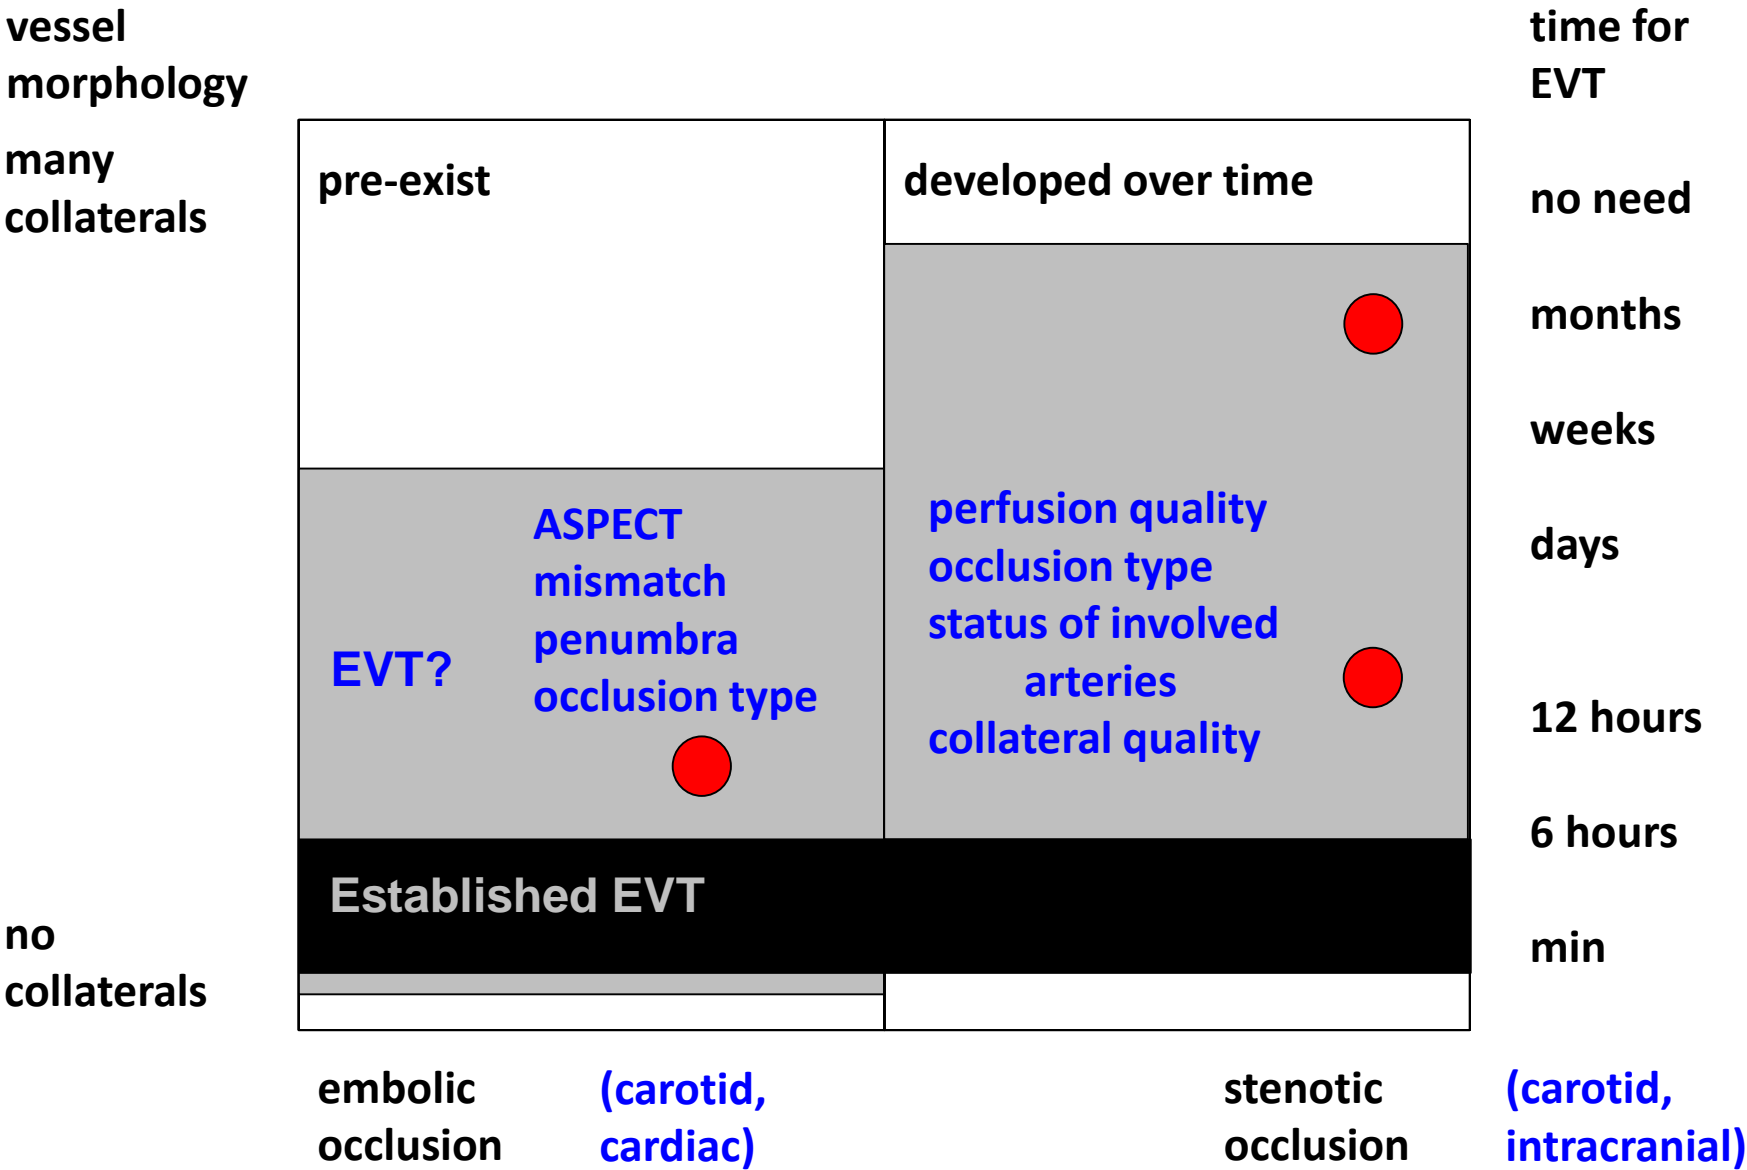 vessel
morphology
time for
EVT
many
collaterals
pre-exist
developed over time
no need
months
weeks
ASPECT
mismatch
penumbra
occlusion type
EVT?
perfusion quality
occlusion type
status of involved
arteries
collateral quality
days
12 hours
6 hours
Established EVT
no
collaterals
min
embolic
occlusion
(carotid,
cardiac)
stenotic
occlusion
(carotid,
intracranial)